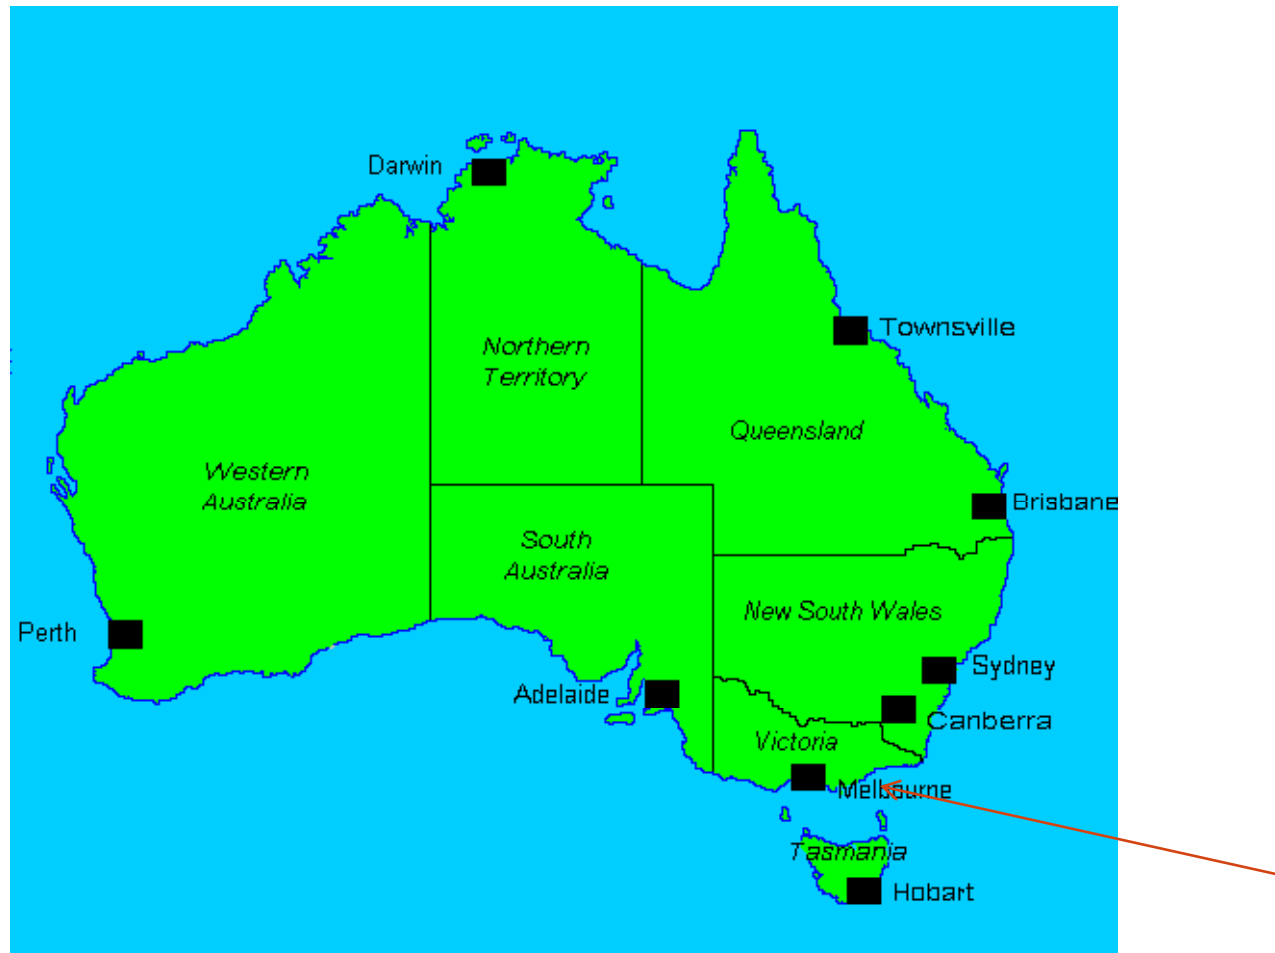 Darwin
Townsville
Northern
Territory
Queensland
Western
Australia
Brisbane
South
Australia
New South Wales
Perth
Sydney
Adelaide
Canberra
Victoria
Melbourne
Tasmania
Hobart